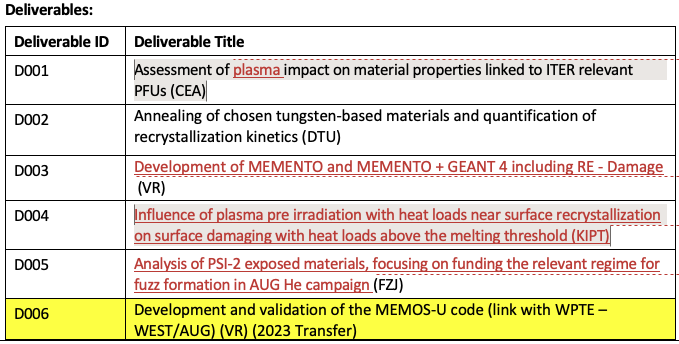 Deliverables:
Deliverable ID Deliverable Title
D001 Assessment of plasma impact on material properties linked to ITER relevant
PFUs (CEA)
D002 Annealing of chosen tungsten-based materials and quantification of
recrystallization kinetics (DTU)
D003 Development of MEMENTO and MEMENTO + GEANT 4 including RE - Damage
(VR)
D004 Influence of plasma pre irradiation with heat loads near surface recrystallization
on surface damaging with heat loads above the melting threshold (KIPT)
D005 Analysis of PSI-2 exposed materials, focusing on funding the relevant regime for
fuzz formation in AUG He campaign (FZJ)
D006 Development and validation of the MEMOS-U code (link with WPTE –
WEST/AUG) (VR) (2023 Transfer)